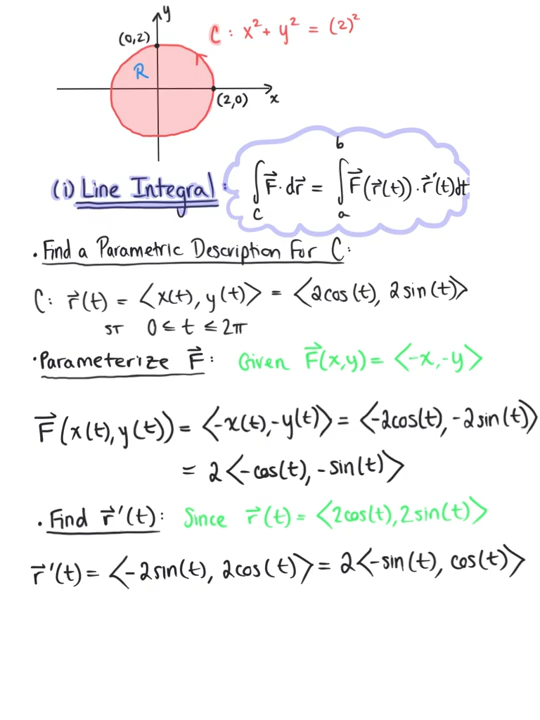 y
(0,2)
C : x² + y² = (2)²
R
(2,0)
x
(i) Line Integral : ∫_C F⃗ · dr⃗ = ∫_a^b F⃗(r⃗(t)) · r⃗'(t)dt
· Find a Parametric Description For C:
C: r⃗(t) = ⟨x(t), y(t)⟩ = ⟨2cos(t), 2sin(t)⟩
ST 0 ≤ t ≤ 2π
· Parameterize F⃗ : Given F⃗(x,y) = ⟨-x,-y⟩
F⃗(x(t),y(t)) = ⟨-x(t),-y(t)⟩ = ⟨-2cos(t), -2sin(t)⟩
= 2⟨-cos(t), -sin(t)⟩
· Find r⃗'(t): Since r⃗(t) = ⟨2cos(t), 2sin(t)⟩
r⃗'(t) = ⟨-2sin(t), 2cos(t)⟩ = 2⟨-sin(t), cos(t)⟩